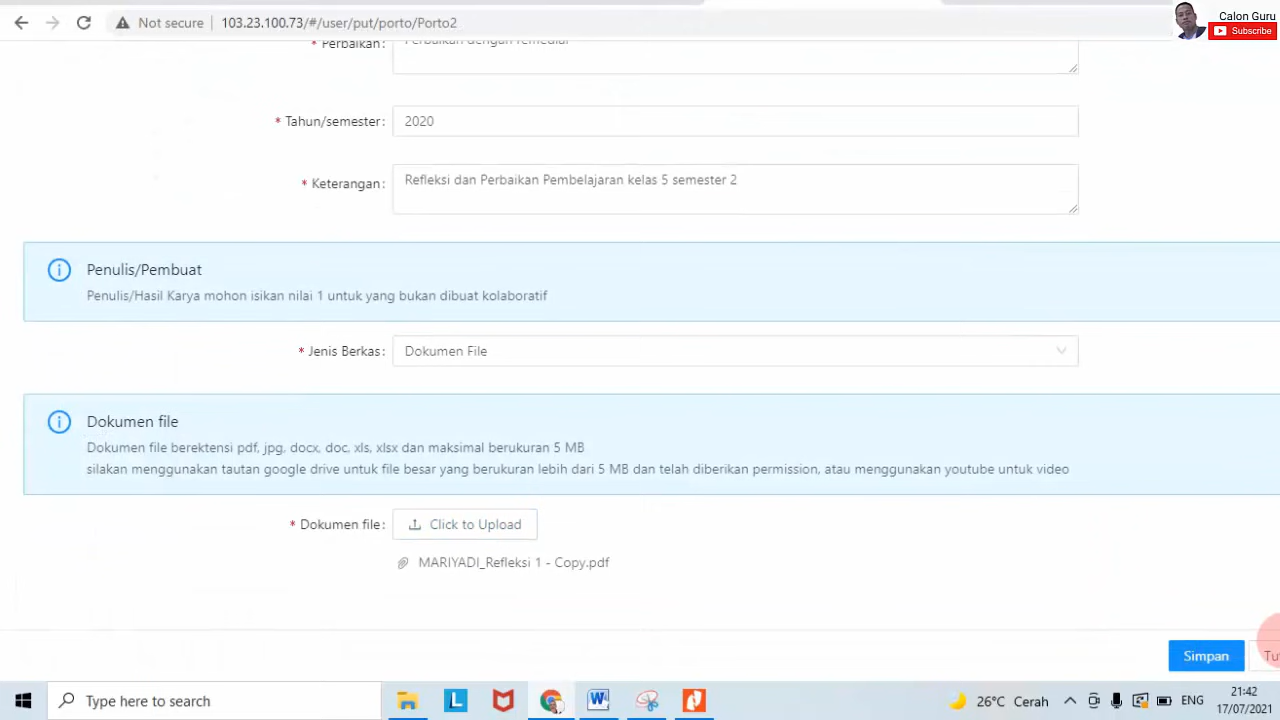 Not secure
103.23.100.73/#/user/put/porto/Porto2
Calon Guru
Subscribe
* Perbaikan:
Perbaikan dengan remedial
* Tahun/semester:
2020
* Keterangan:
Refleksi dan Perbaikan Pembelajaran kelas 5 semester 2
Penulis/Pembuat
Penulis/Hasil Karya mohon isikan nilai 1 untuk yang bukan dibuat kolaboratif
* Jenis Berkas:
Dokumen File
Dokumen file
Dokumen file berektensi pdf, jpg, docx, doc, xls, xlsx dan maksimal berukuran 5 MB
silakan menggunakan tautan google drive untuk file besar yang berukuran lebih dari 5 MB dan telah diberikan permission, atau menggunakan youtube untuk video
* Dokumen file:
Click to Upload
MARIYADI_Refleksi 1 - Copy.pdf
Simpan
Type here to search
26°C Cerah
ENG
21:42
17/07/2021